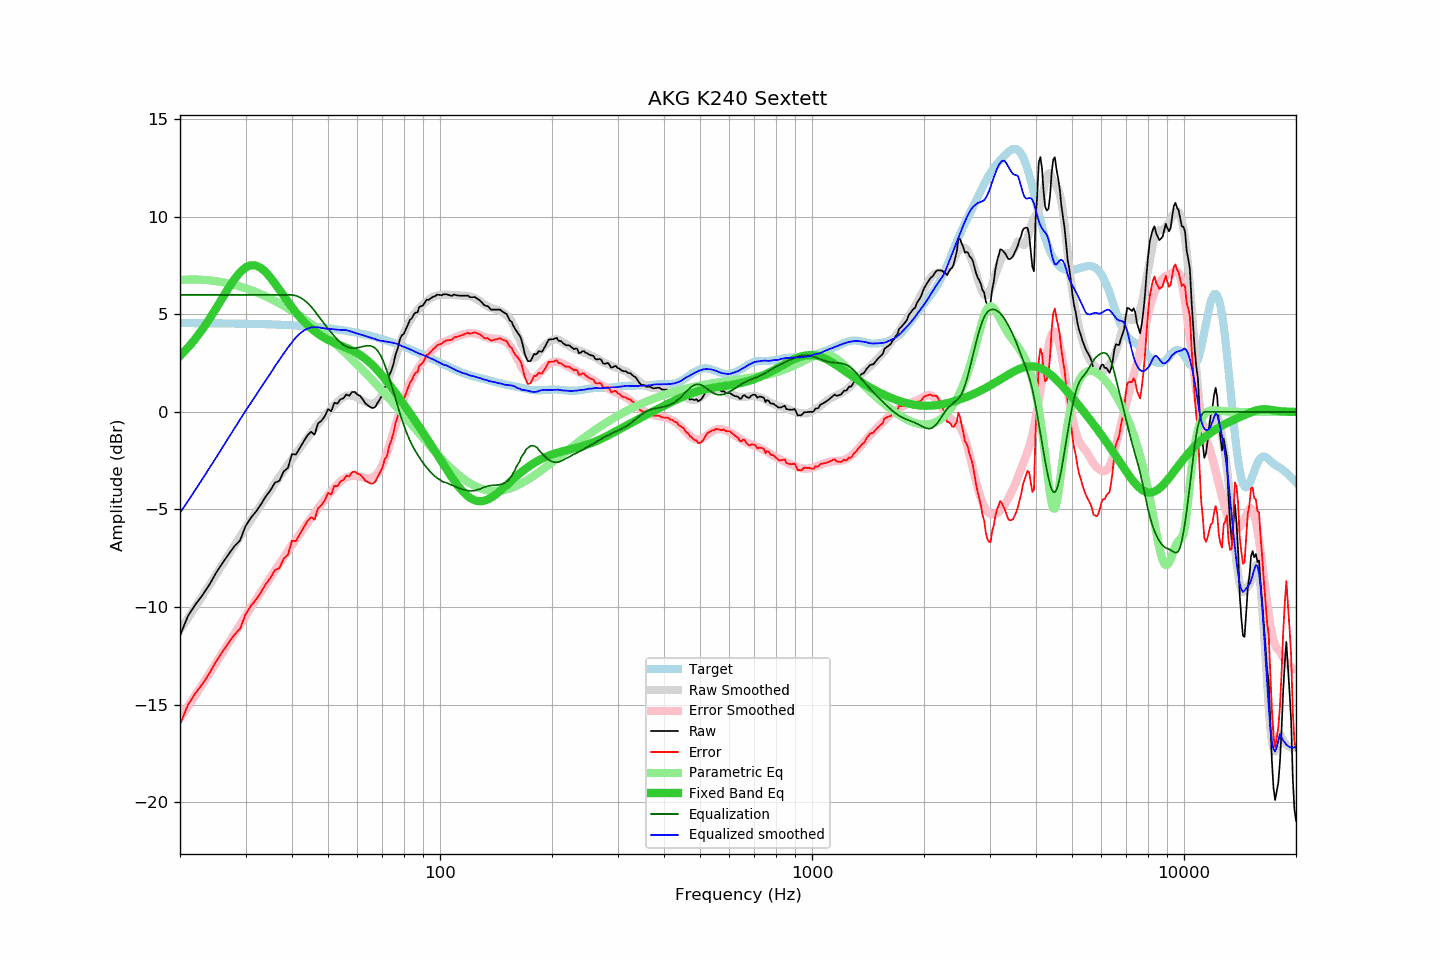 AKG K240 Sextett
15
10
5
0
−5
−10
−15
−20
Amplitude (dBr)
100
1000
10000
Frequency (Hz)
Target
Raw Smoothed
Error Smoothed
Raw
Error
Parametric Eq
Fixed Band Eq
Equalization
Equalized smoothed